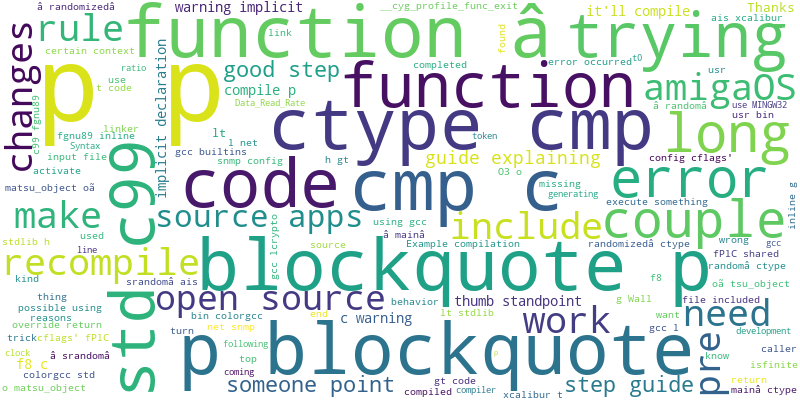 â randomizedâ
warning implicit
__cyg_profile_func_exit
it'll compile
Thanks
changes
rule
function â
trying
ais xcalibur
link
found
certain context
ratio
completed
error occurred
t0
p p
good step
function
amigaOS
use
t code
compile p
usr
â randomâ
Data_Read_Rate
c99 fgnu89
linker
use MINGW32
usr bin
implicit declaration
lt
ctype cmp
long
fgnu89 inline
Syntax
l net
token
gcc builtins
guide explaining
input file
h gt
config cflags'
activate
snmp config
code
cmp c
O3 o
missing
generating
error
inline g
matsu_object oã
std c99
execute something
make
source apps
using gcc
include
couple
stdlib h
used
â mainâ
line
gcc lcrypto
source
Example compilation
randomizedâ ctype
wrong
gcc
recompile
blockquote p
fPIC shared
kind
randomâ ctype
srandomâ ais
f8
oã tsu_object
thing
open source
behavior
thumb standpoint
file included
possible using
reasons
bin colorgcc
end
lt stdlib
work
g Wall
want
need
override return
c warning
development
turn
net snmp
gcc l
trick
cflags' fPIC
p blockquote
following
pre
caller
clock
â srandomâ
top
know
isfinite
f8 c
coming
p
colorgcc std
someone point
gt code
compiler
step guide
return
o matsu_object
compiled
xcalibur t
mainâ ctype